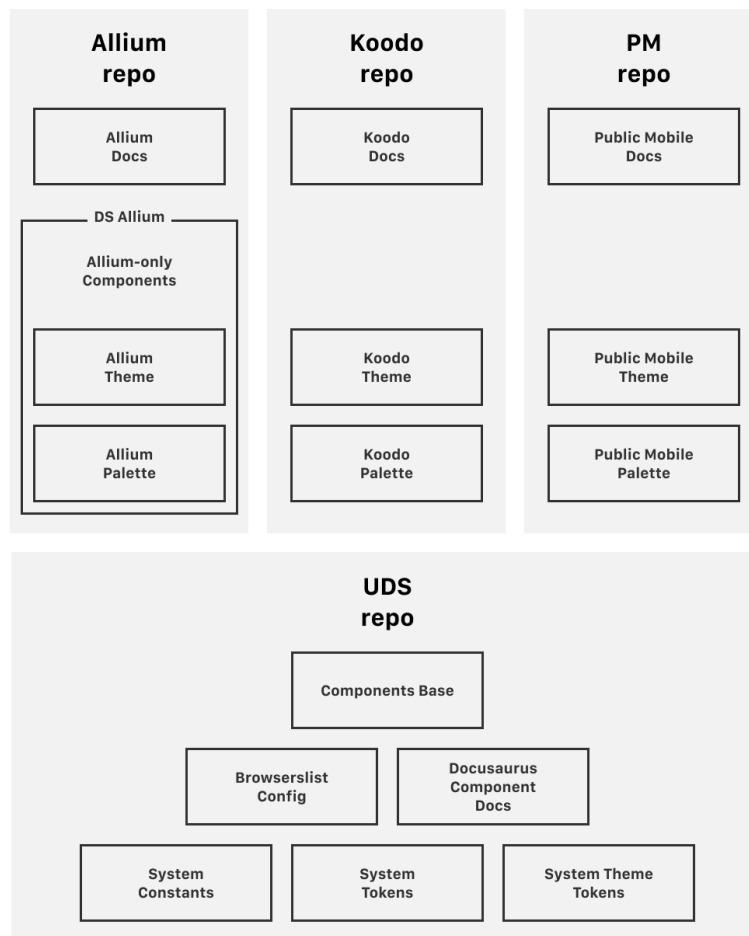 Allium
repo
Allium
Docs
DS Allium
Allium-only
Components
Allium
Theme
Allium
Palette
Koodo
repo
Koodo
Docs
Koodo
Theme
Koodo
Palette
PM
repo
Public Mobile
Docs
Public Mobile
Theme
Public Mobile
Palette
UDS
repo
Components Base
Browserslist
Config
Docusaurus
Component
Docs
System
Constants
System
Tokens
System Theme
Tokens